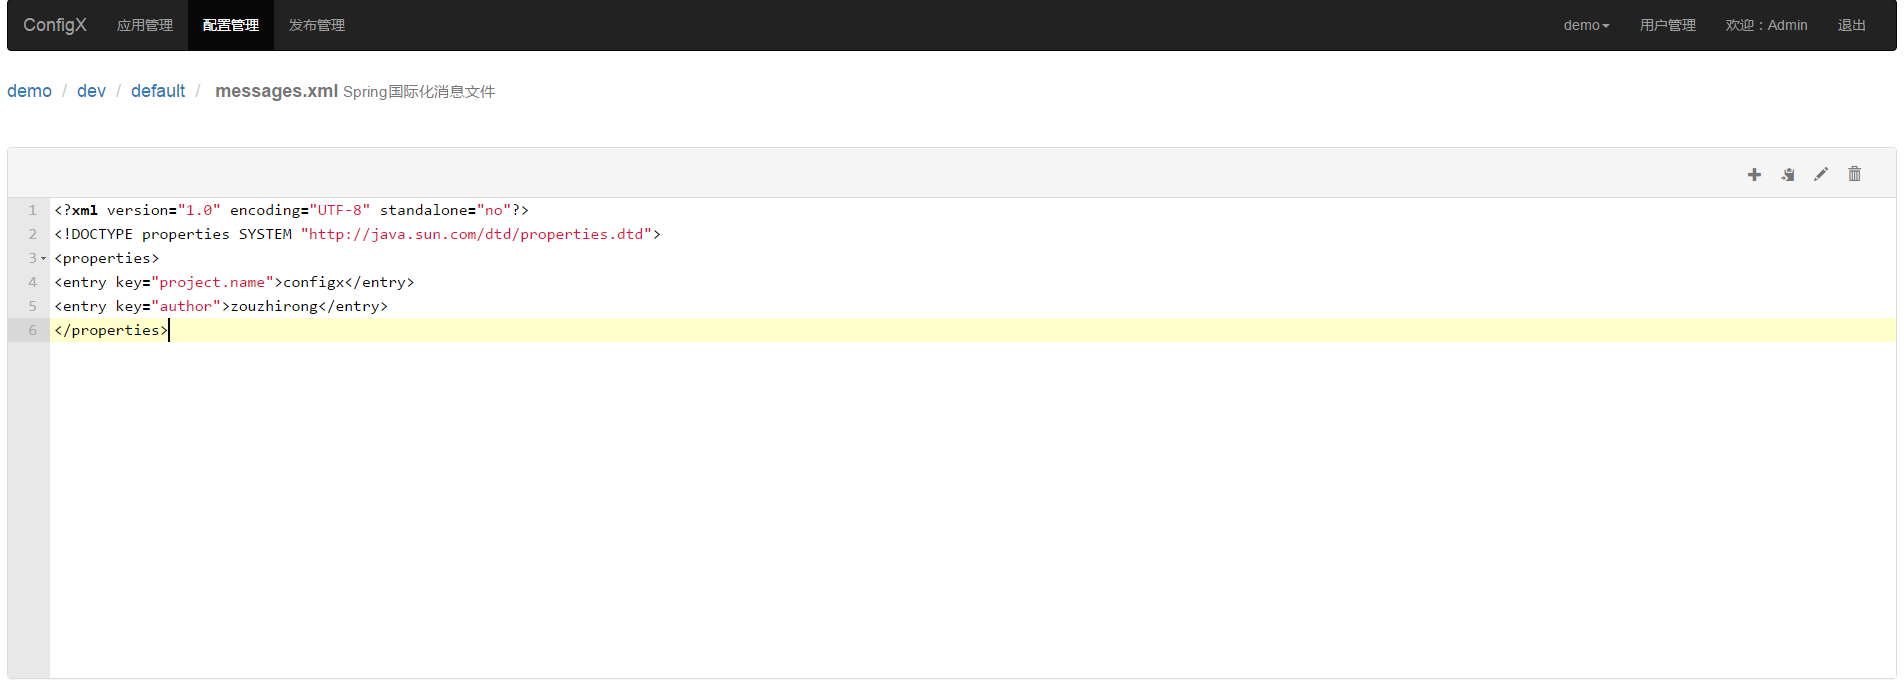 ConfigX 应用管理 配置管理 发布管理 demo 用户管理 欢迎：Admin 退出
demo / dev / default / messages.xml Spring国际化消息文件
1 <?xml version="1.0" encoding="UTF-8" standalone="no"?>
2 <!DOCTYPE properties SYSTEM "http://java.sun.com/dtd/properties.dtd">
3 <properties>
4 <entry key="project.name">configx</entry>
5 <entry key="author">zouzhirong</entry>
6 </properties>